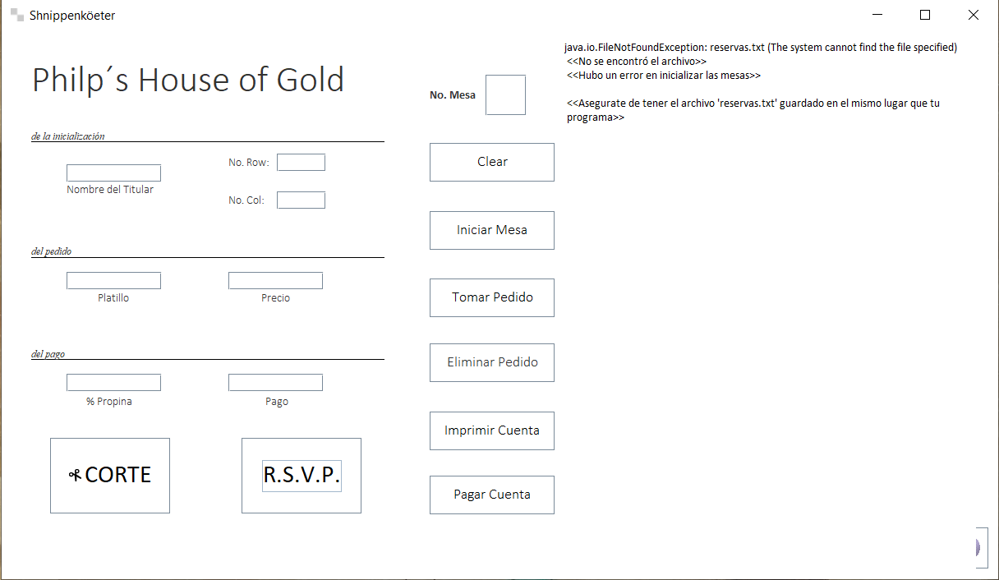 Shnippenköeter
Philp´s House of Gold
de la inicialización
Nombre del Titular
No. Row:
No. Col:
del pedido
Platillo
Precio
del pago
% Propina
Pago
CORTE
R.S.V.P.
No. Mesa
Clear
Iniciar Mesa
Tomar Pedido
Eliminar Pedido
Imprimir Cuenta
Pagar Cuenta
java.io.FileNotFoundException: reservas.txt (The system cannot find the file specified)
<<No se encontró el archivo>>
<<Hubo un error en inicializar las mesas>>
<<Asegurate de tener el archivo 'reservas.txt' guardado en el mismo lugar que tu
programa>>